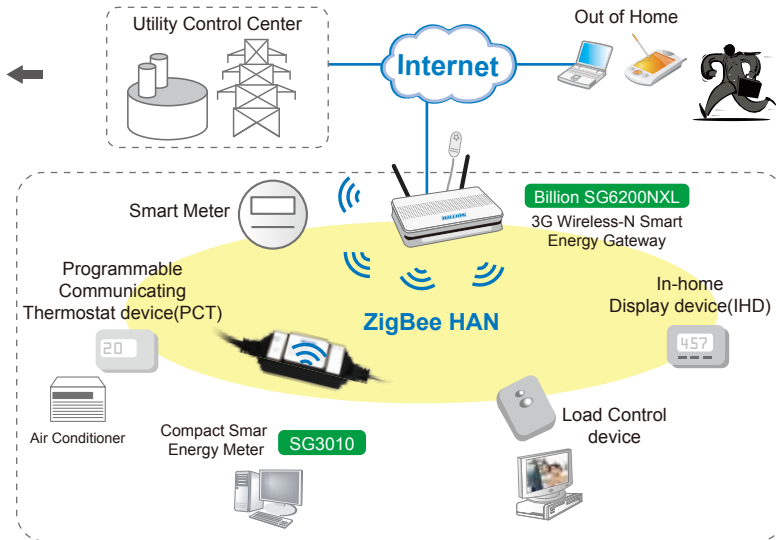 Utility Control Center
Out of Home
Internet
Billion SG6200NXL
3G Wireless-N Smart
Energy Gateway
BILLION
Smart Meter
Programmable
Communicating
Thermostat device(PCT)
In-home
Display device(IHD)
ZigBee HAN
20
457
Air Conditioner
Compact Smar
Energy Meter
SG3010
Load Control
device